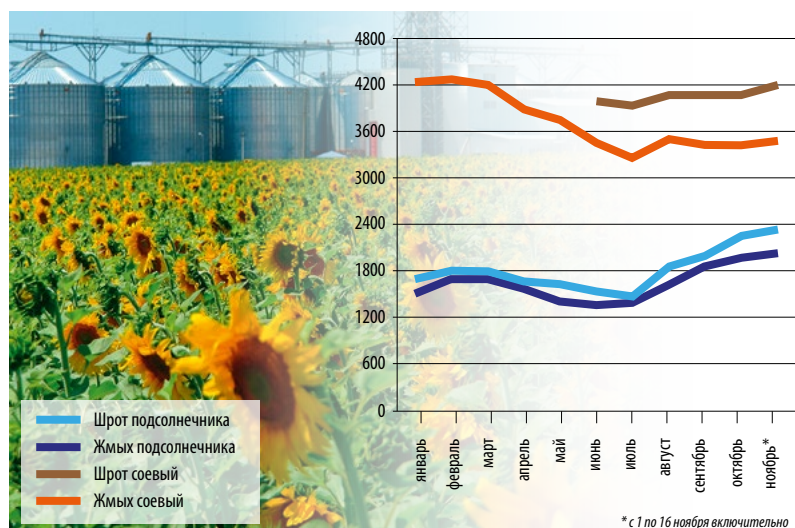 4800
4200
3600
3000
2400
1800
1200
600
0
январь
февраль
март
апрель
май
июнь
июль
август
сентябрь
октябрь
ноябрь*
Шрот подсолнечника
Жмых подсолнечника
Шрот соевый
Жмых соевый
* с 1 по 16 ноября включительно